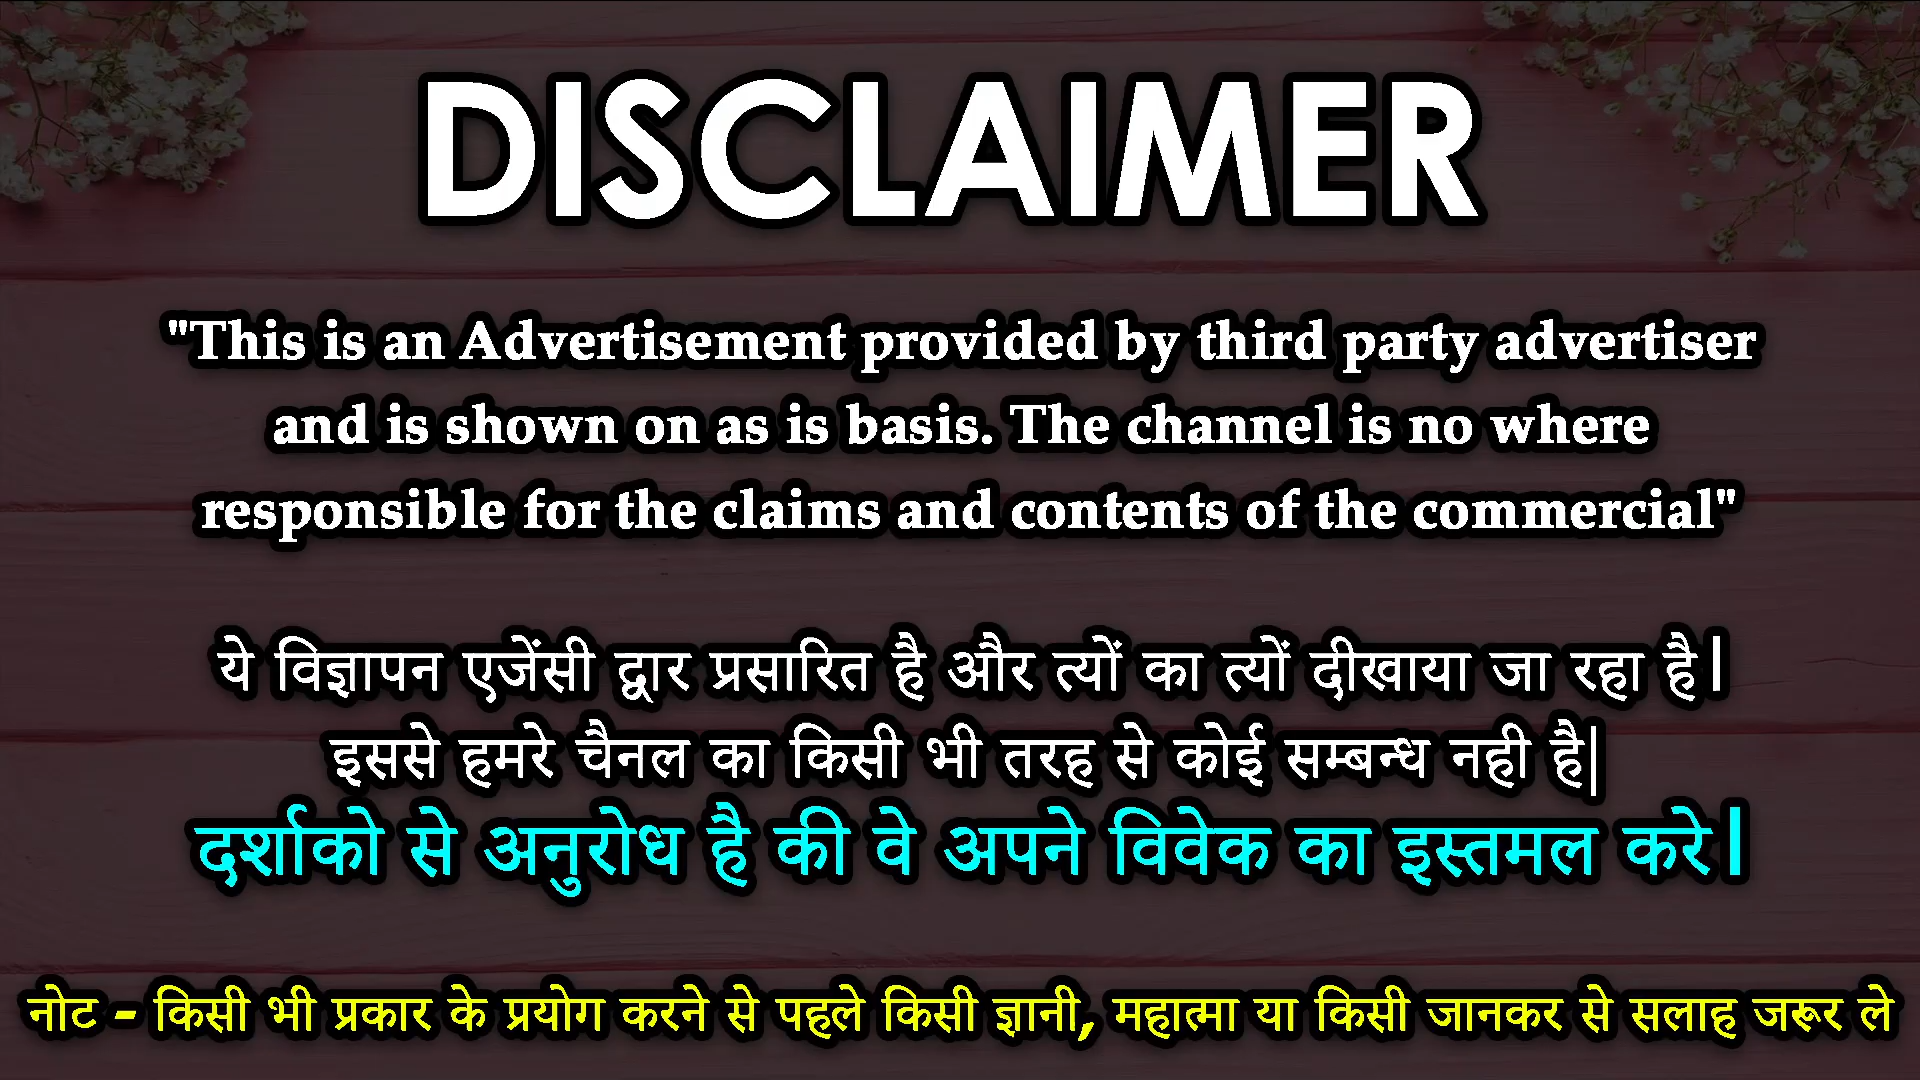 DISCLAIMER
"This is an Advertisement provided by third party advertiser
and is shown on as is basis. The channel is no where
responsible for the claims and contents of the commercial"
ये विज्ञापन एजेंसी द्वार प्रसारित है और त्यों का त्यों दीखाया जा रहा है।
इससे हमरे चैनल का किसी भी तरह से कोई सम्बन्ध नही है|
दर्शाको से अनुरोध है की वे अपने विवेक का इस्तमल करे।
नोट - किसी भी प्रकार के प्रयोग करने से पहले किसी ज्ञानी, महात्मा या किसी जानकर से सलाह जरूर ले